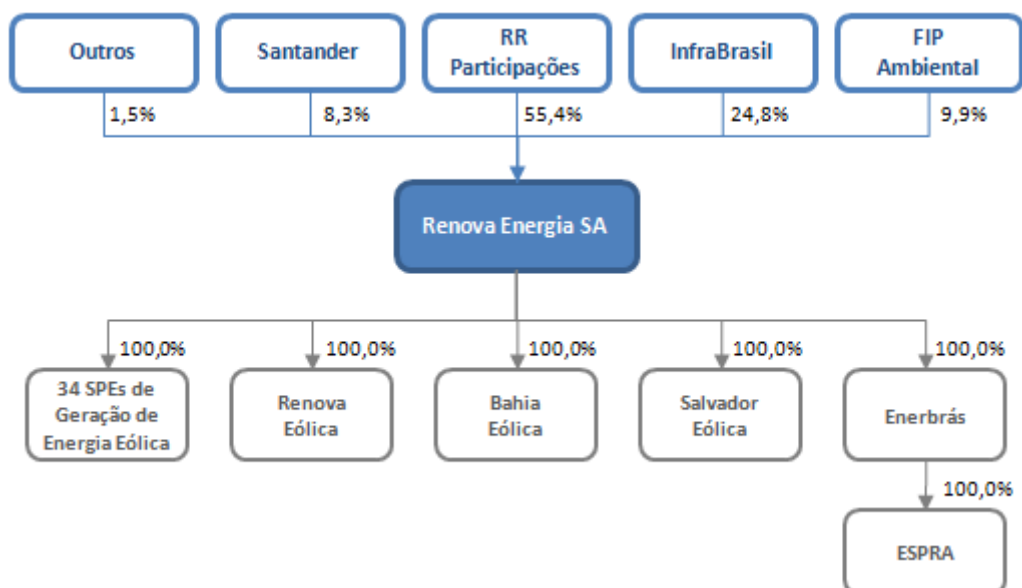 Outros
Santander
RR
Participações
InfraBrasil
FIP
Ambiental
1,5%
8,3%
55,4%
24,8%
9,9%
Renova Energia SA
100,0%
100,0%
100,0%
100,0%
100,0%
34 SPEs de
Geração de
Energia Eólica
Renova
Eólica
Bahia
Eólica
Salvador
Eólica
Enerbrás
100,0%
ESPRA